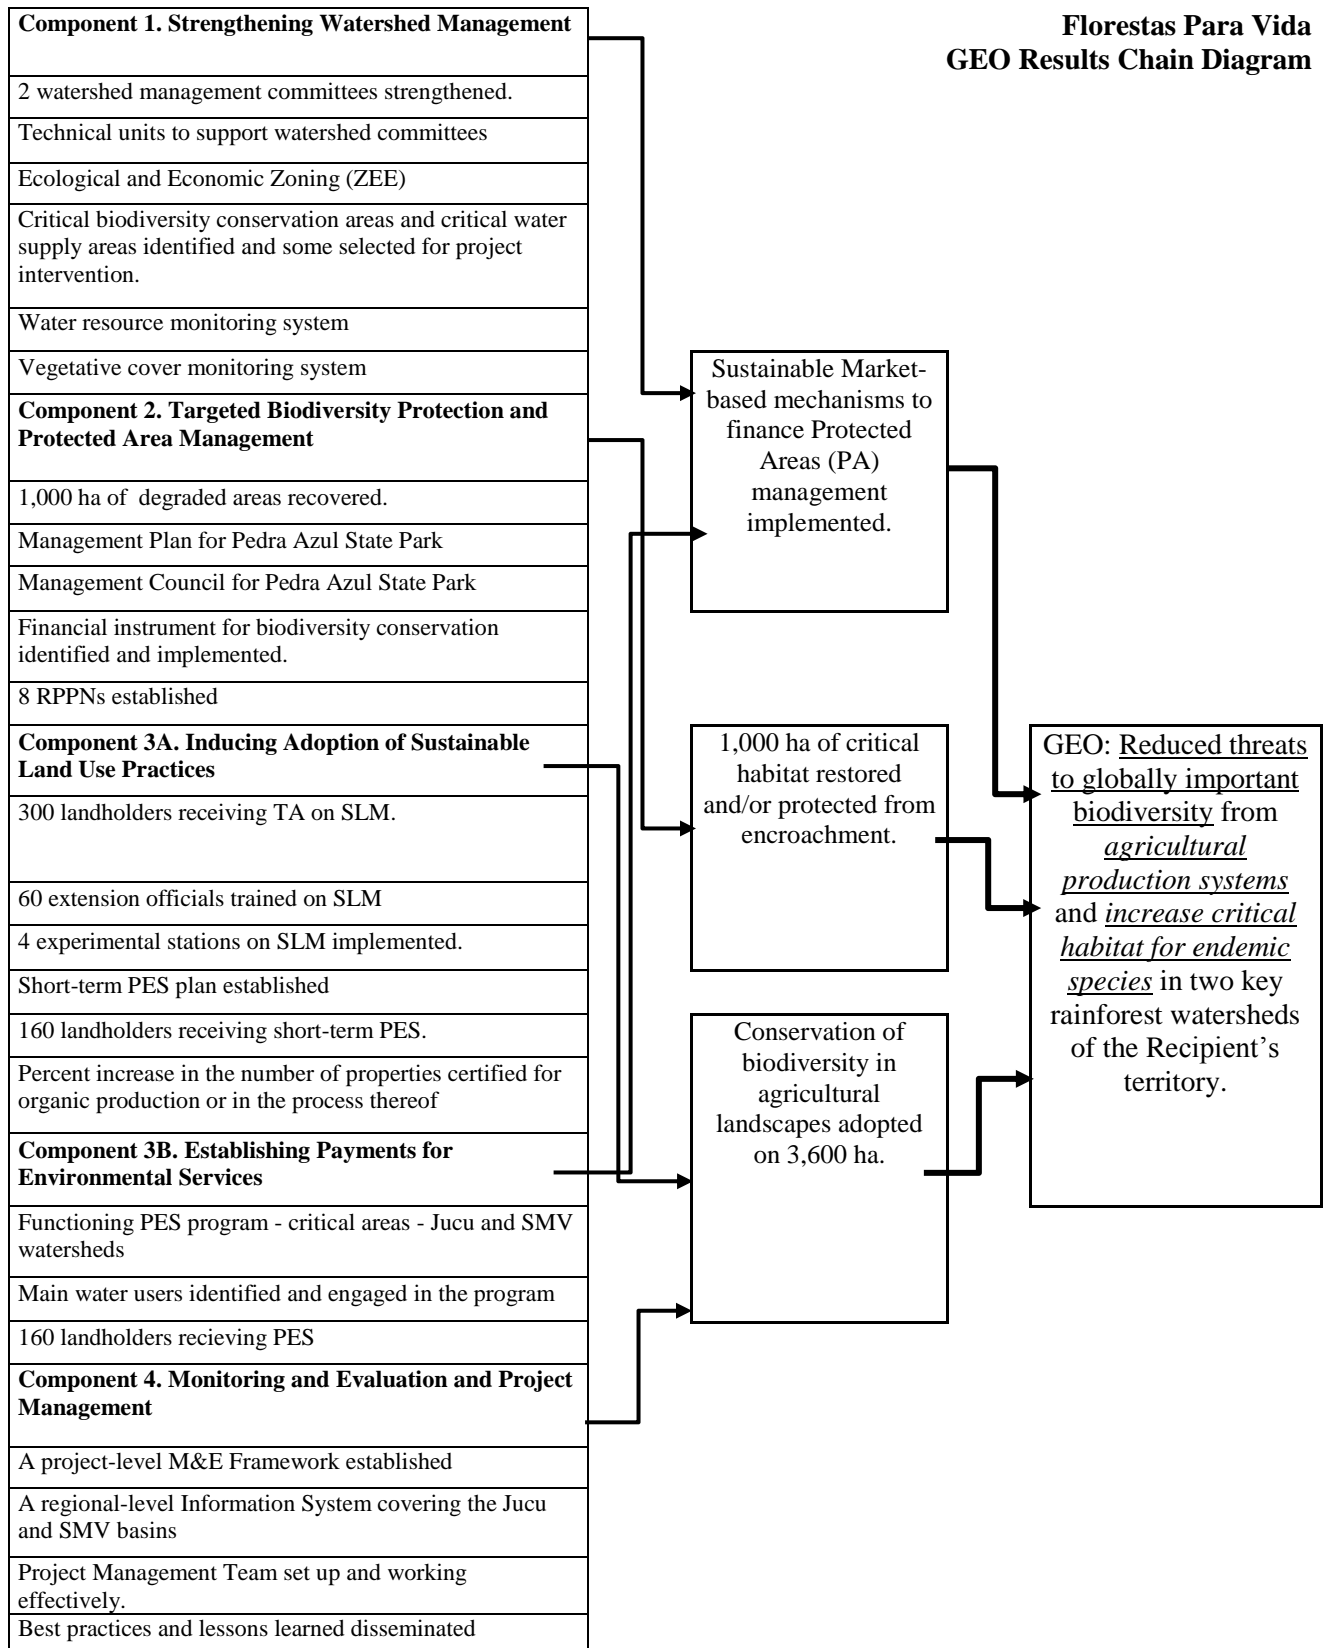 Florestas Para Vida
GEO Results Chain Diagram
Component 1. Strengthening Watershed Management
2 watershed management committees strengthened.
Technical units to support watershed committees
Ecological and Economic Zoning (ZEE)
Critical biodiversity conservation areas and critical water
supply areas identified and some selected for project
intervention.
Water resource monitoring system
Vegetative cover monitoring system
Component 2. Targeted Biodiversity Protection and
Protected Area Management
1,000 ha of degraded areas recovered.
Management Plan for Pedra Azul State Park
Management Council for Pedra Azul State Park
Financial instrument for biodiversity conservation
identified and implemented.
8 RPPNs established
Component 3A. Inducing Adoption of Sustainable
Land Use Practices
300 landholders receiving TA on SLM.
60 extension officials trained on SLM
4 experimental stations on SLM implemented.
Short-term PES plan established
160 landholders receiving short-term PES.
Percent increase in the number of properties certified for
organic production or in the process thereof
Component 3B. Establishing Payments for
Environmental Services
Functioning PES program - critical areas - Jucu and SMV
watersheds
Main water users identified and engaged in the program
160 landholders recieving PES
Component 4. Monitoring and Evaluation and Project
Management
A project-level M&E Framework established
A regional-level Information System covering the Jucu
and SMV basins
Project Management Team set up and working
effectively.
Best practices and lessons learned disseminated
Sustainable Market-
based mechanisms to
finance Protected
Areas (PA)
management
implemented.
1,000 ha of critical
habitat restored
and/or protected from
encroachment.
Conservation of
biodiversity in
agricultural
landscapes adopted
on 3,600 ha.
GEO: Reduced threats
to globally important
biodiversity from
agricultural
production systems
and increase critical
habitat for endemic
species in two key
rainforest watersheds
of the Recipient's
territory.